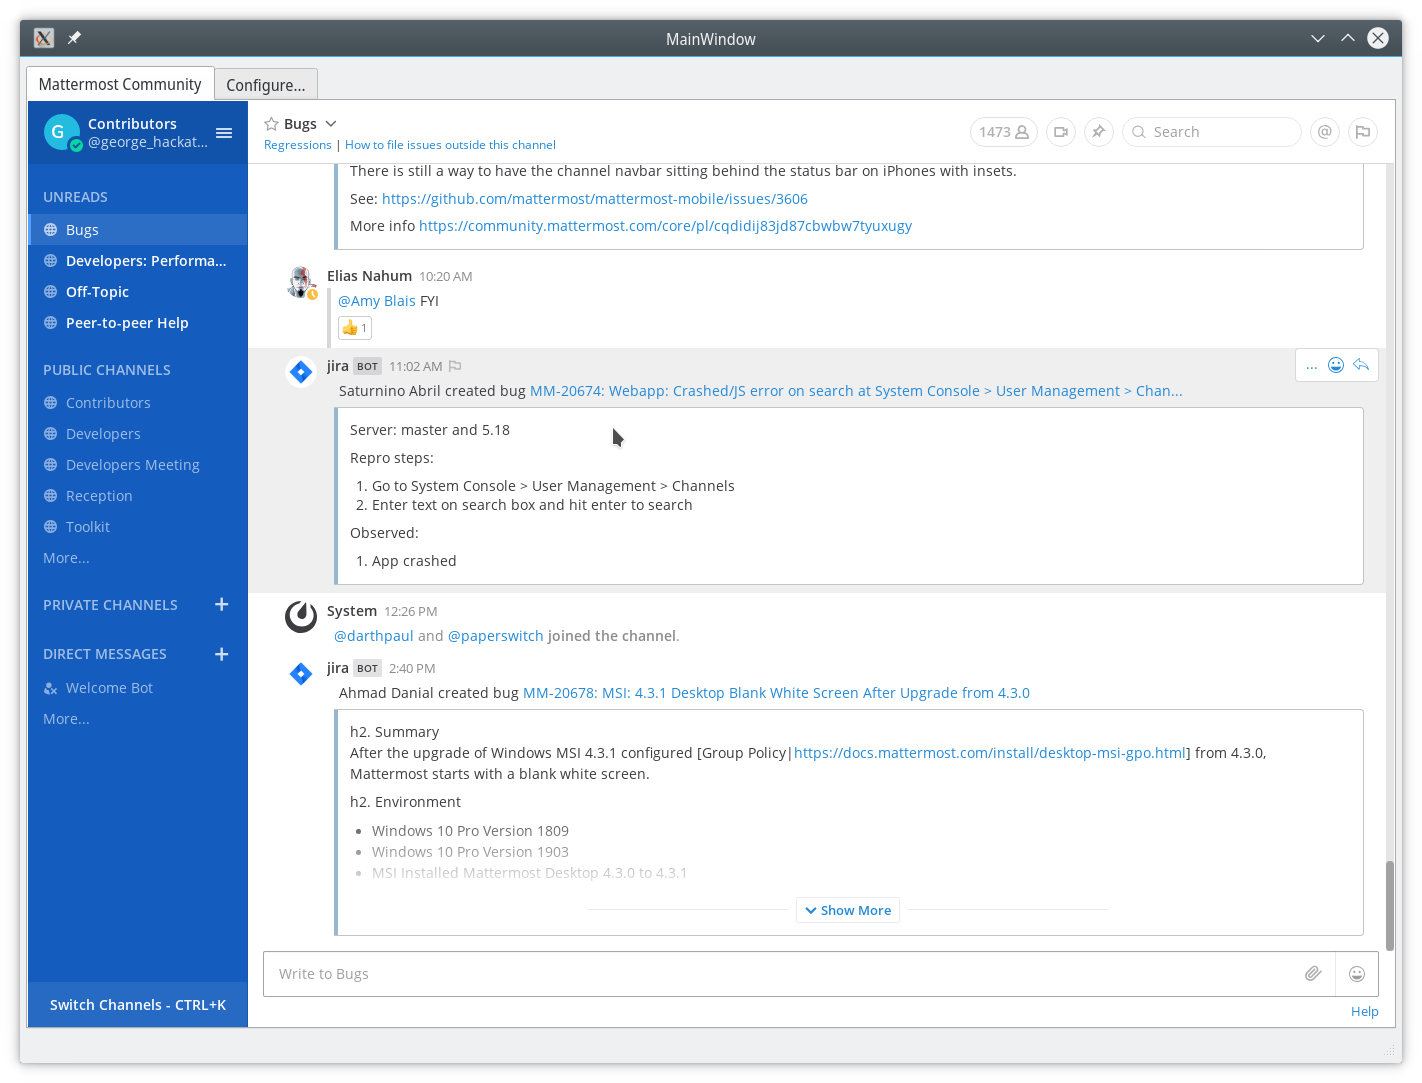 MainWindow
Mattermost Community
Configure...
G
Contributors
@george_hackat...
UNREADS
Bugs
Developers: Performa...
Off-Topic
Peer-to-peer Help
PUBLIC CHANNELS
Contributors
Developers
Developers Meeting
Reception
Toolkit
More...
PRIVATE CHANNELS +
DIRECT MESSAGES +
Welcome Bot
More...
Switch Channels - CTRL+K
Bugs
Regressions | How to file issues outside this channel
1473
Search
@
There is still a way to have the channel navbar sitting behind the status bar on iPhones with insets.
See: https://github.com/mattermost/mattermost-mobile/issues/3606
More info https://community.mattermost.com/core/pl/cqdidij83jd87cbwbw7tyuxugy
Elias Nahum 10:20 AM
@Amy Blais FYI
1
jira BOT 11:02 AM
...
Saturnino Abril created bug MM-20674: Webapp: Crashed/JS error on search at System Console > User Management > Chan...
Server: master and 5.18
Repro steps:
1. Go to System Console > User Management > Channels
2. Enter text on search box and hit enter to search
Observed:
1. App crashed
System 12:26 PM
@darthpaul and @paperswitch joined the channel.
jira BOT 2:40 PM
Ahmad Danial created bug MM-20678: MSI: 4.3.1 Desktop Blank White Screen After Upgrade from 4.3.0
h2. Summary
After the upgrade of Windows MSI 4.3.1 configured [Group Policy|https://docs.mattermost.com/install/desktop-msi-gpo.html] from 4.3.0,
Mattermost starts with a blank white screen.
h2. Environment
• Windows 10 Pro Version 1809
• Windows 10 Pro Version 1903
• MSI Installed Mattermost Desktop 4.3.0 to 4.3.1
Show More
Write to Bugs
Help